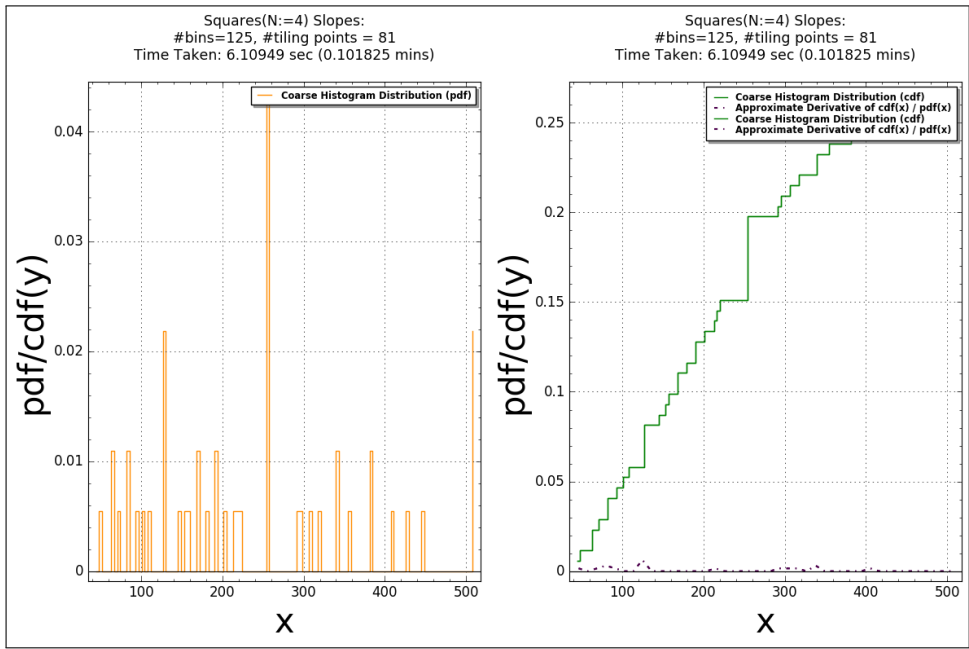 Squares(N:=4) Slopes:
#bins=125, #tiling points = 81
Time Taken: 6.10949 sec (0.101825 mins)
Coarse Histogram Distribution (pdf)
0.04
0.03
0.02
0.01
0
100
200
300
400
500
pdf/cdf(y)
x
Squares(N:=4) Slopes:
#bins=125, #tiling points = 81
Time Taken: 6.10949 sec (0.101825 mins)
Coarse Histogram Distribution (cdf)
Approximate Derivative of cdf(x) / pdf(x)
Coarse Histogram Distribution (cdf)
Approximate Derivative of cdf(x) / pdf(x)
0.25
0.2
0.15
0.1
0.05
0
100
200
300
400
500
pdf/cdf(y)
x